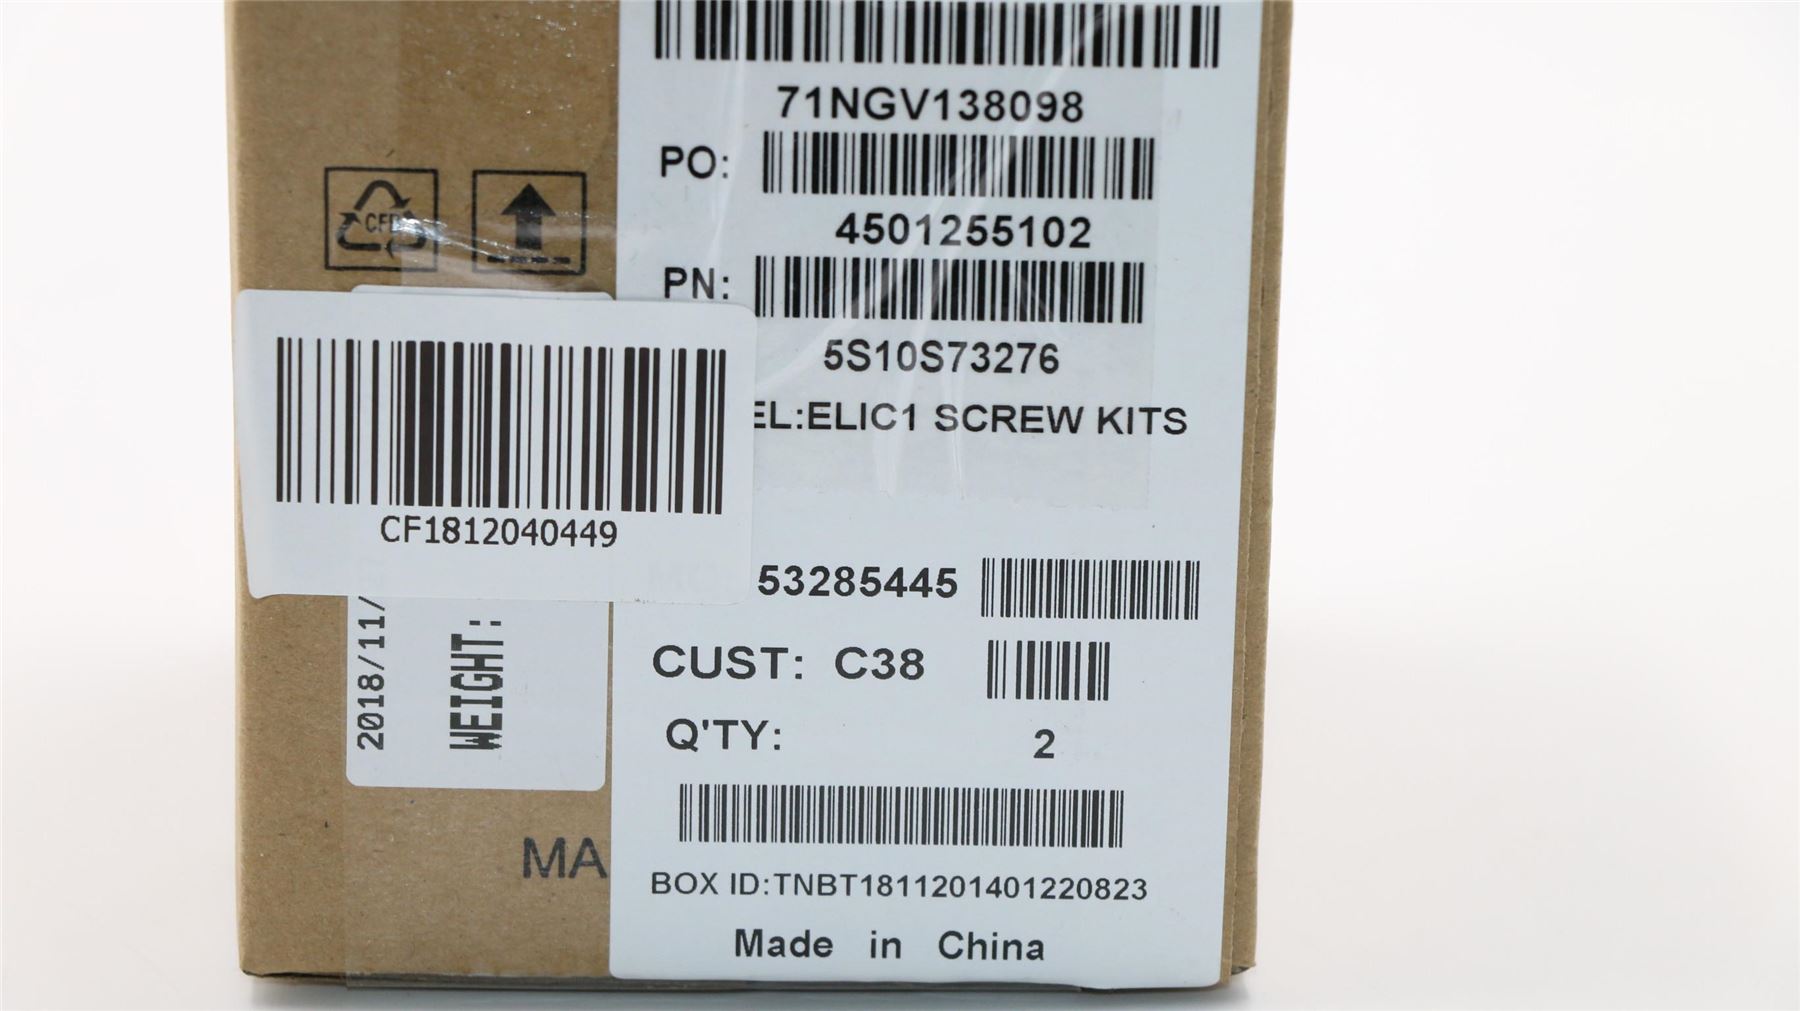 71NGV138098
PO:
4501255102
PN:
5S10S73276
EL:ELIC1 SCREW KITS
CF1812040449
53285445
CUST: C38
Q'TY: 2
BOX ID:TNBT1811201401220823
Made in China
2018/11/
WEIGHT:
MA